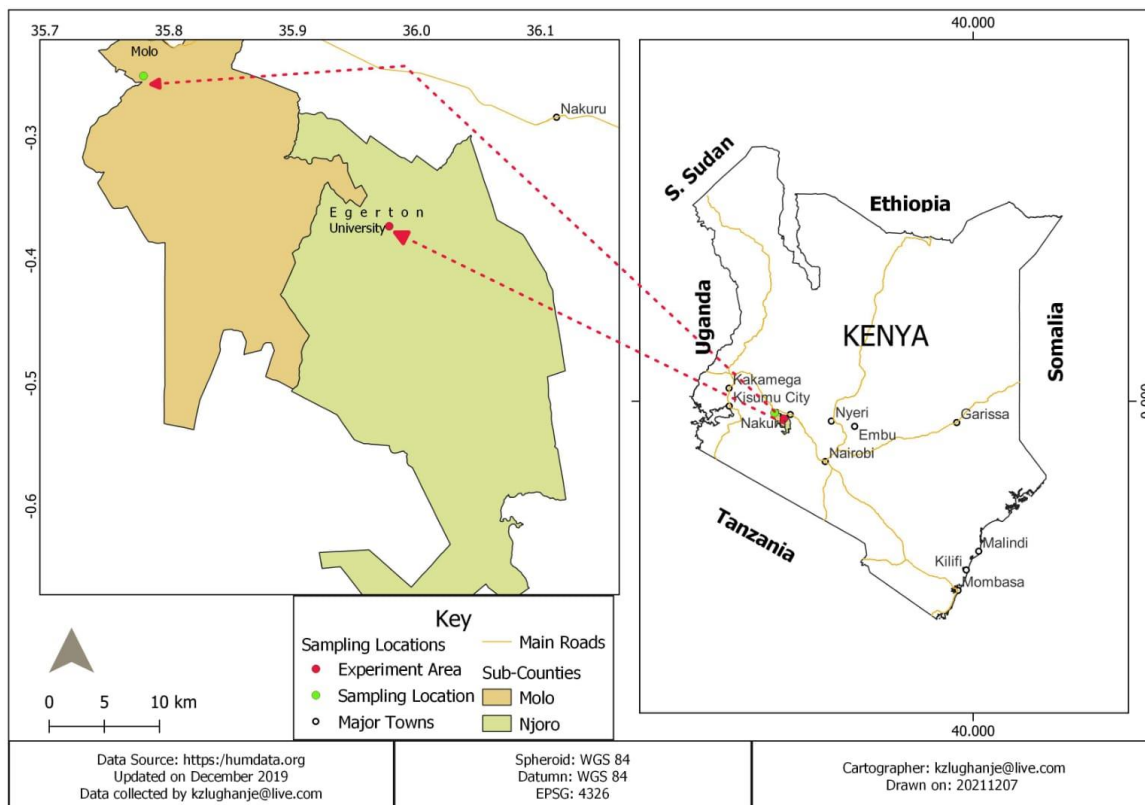 35.7
35.8
35.9
36.0
36.1
40.000
Molo
Nakuru
-0.3
Egerton
University
-0.4
-0.5
-0.6
S. Sudan
Ethiopia
Uganda
Somalia
KENYA
Kakamega
Kisumu City
Nyeri
Garissa
Embu
Nairobi
Tanzania
Malindi
Kilifi
Mombasa
40.000
Key
Sampling Locations
Experiment Area
Sampling Location
Major Towns
Main Roads
Sub-Counties
Molo
Njoro
0 5 10 km
Data Source: https:/humdata.org
Updated on December 2019
Data collected by kzlughanje@live.com
Spheroid: WGS 84
Datumn: WGS 84
EPSG: 4326
Cartographer: kzlughanje@live.com
Drawn on: 20211207